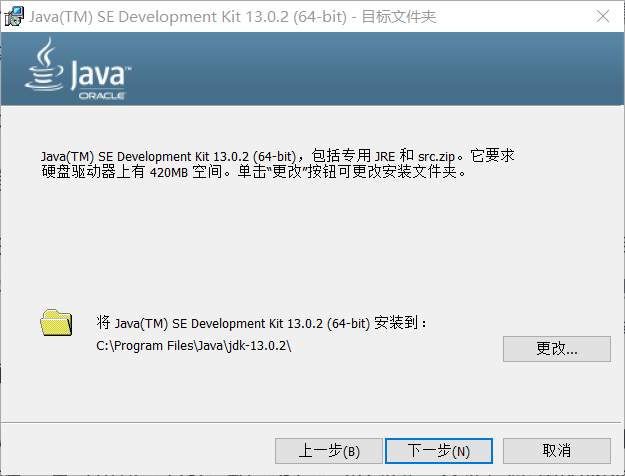 Java(TM) SE Development Kit 13.0.2 (64-bit) - 目标文件夹
Java™
ORACLE
Java(TM) SE Development Kit 13.0.2 (64-bit)，包括专用 JRE 和 src.zip。它要求
硬盘驱动器上有 420MB 空间。单击“更改”按钮可更改安装文件夹。
将 Java(TM) SE Development Kit 13.0.2 (64-bit) 安装到：
C:\Program Files\Java\jdk-13.0.2\
更改...
上一步(B)
下一步(N)
取消